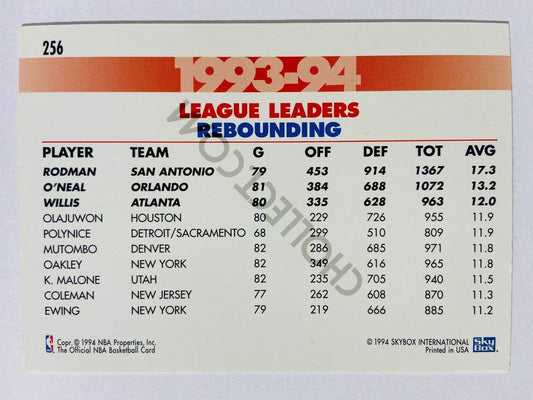 256
1993-94
LEAGUE LEADERS
REBOUNDING
PLAYER TEAM G OFF DEF TOT AVG
RODMAN SAN ANTONIO 79 453 914 1367 17.3
O'NEAL ORLANDO 81 384 688 1072 13.2
WILLIS ATLANTA 80 335 628 963 12.0
OLAJUWON HOUSTON 80 229 726 955 11.9
POLYNICE DETROIT/SACRAMENTO 68 299 510 809 11.9
MUTOMBO DENVER 82 286 685 971 11.8
OAKLEY NEW YORK 82 349 616 965 11.8
K. MALONE UTAH 82 235 705 940 11.5
COLEMAN NEW JERSEY 77 262 608 870 11.3
EWING NEW YORK 79 219 666 885 11.2
CHOLLECT.COM
Copr. © 1994 NBA Properties, Inc.
The Official NBA Basketball Card
© 1994 SKYBOX INTERNATIONAL
Printed in USA
SkyBox™